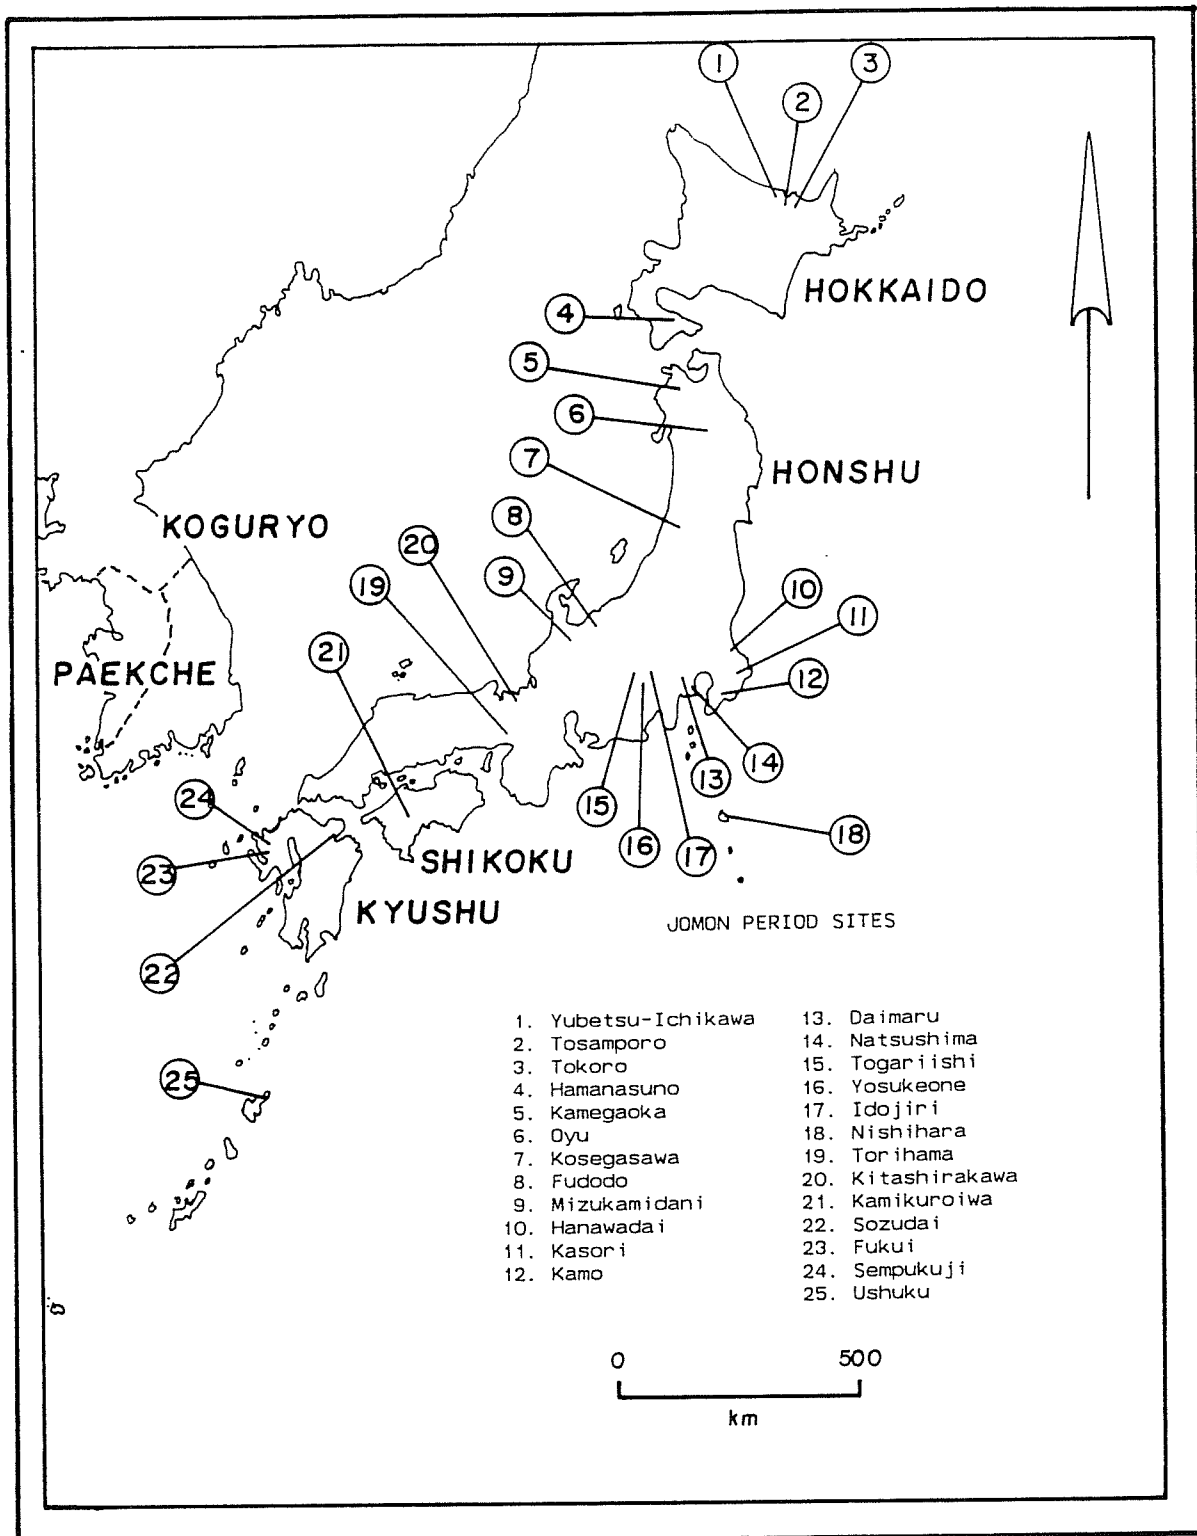 1
2
3
HOKKAIDO
4
5
6
7
HONSHU
KOGURYO
8
20
9
19
10
11
21
12
PAEKCHE
14
13
24
15
18
16
17
23
SHIKOKU
KYUSHU
22
25
JOMON PERIOD SITES
1. Yubetsu-Ichikawa
2. Tosamporo
3. Tokoro
4. Hamanasuno
5. Kamegaoka
6. Oyu
7. Kosegasawa
8. Fudodo
9. Mizukamidani
10. Hanawadai
11. Kasori
12. Kamo
13. Daimaru
14. Natsushima
15. Togariishi
16. Yosukeone
17. Idojiri
18. Nishihara
19. Torihama
20. Kitashirakawa
21. Kamikuroiwa
22. Sozudai
23. Fukui
24. Sempukuji
25. Ushuku
0 500
km